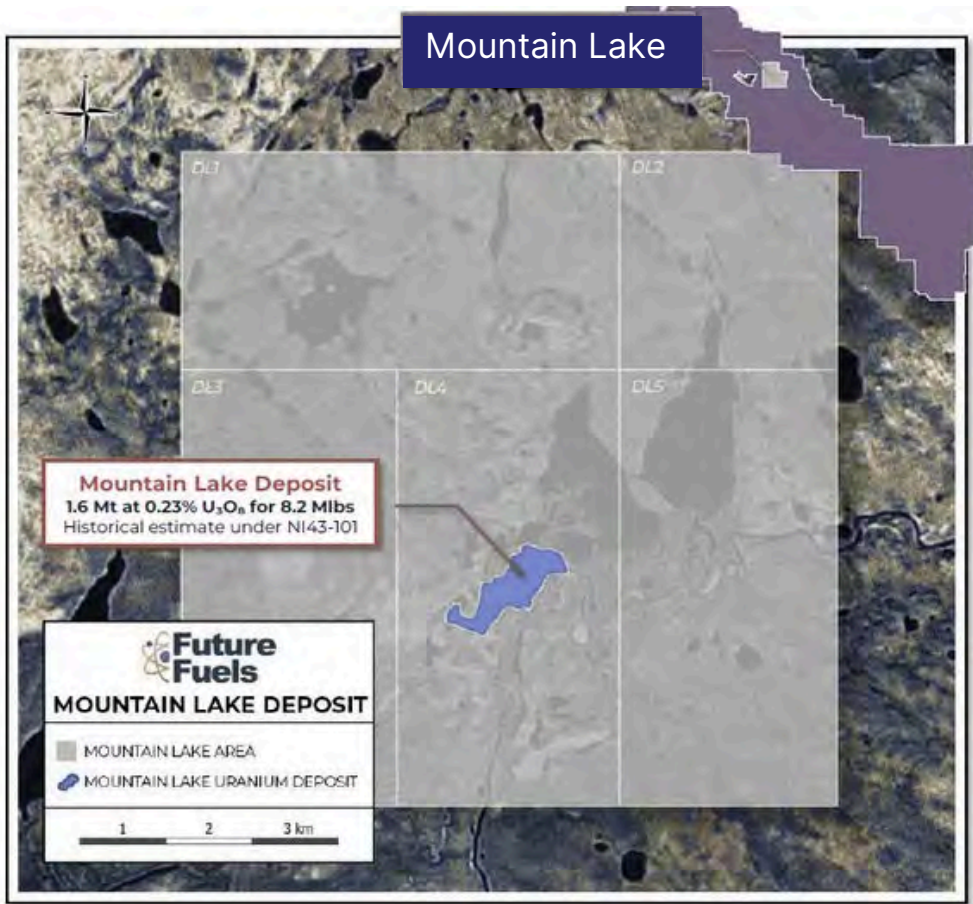 Mountain Lake
DL1
DL2
DL3
DL4
DL5
Mountain Lake Deposit
1.6 Mt at 0.23% U₃O₈ for 8.2 Mlbs
Historical estimate under NI43-101
Future
Fuels
MOUNTAIN LAKE DEPOSIT
MOUNTAIN LAKE AREA
MOUNTAIN LAKE URANIUM DEPOSIT
1 2 3 km